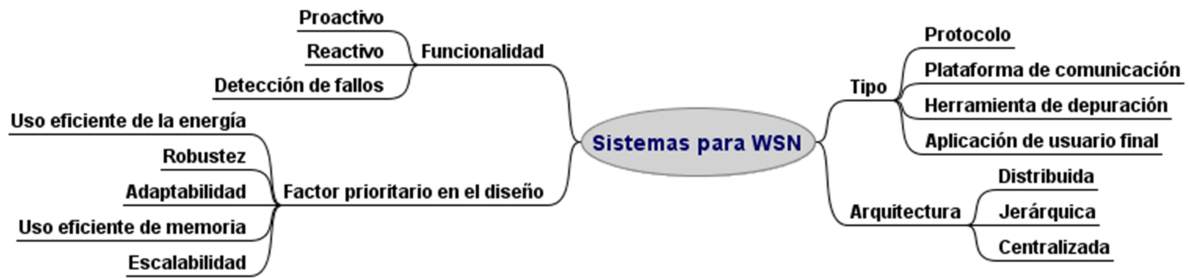 Proactivo
Reactivo
Detección de fallos
Funcionalidad
Uso eficiente de la energía
Robustez
Adaptabilidad
Uso eficiente de memoria
Escalabilidad
Factor prioritario en el diseño
Sistemas para WSN
Tipo
Protocolo
Plataforma de comunicación
Herramienta de depuración
Aplicación de usuario final
Arquitectura
Distribuida
Jerárquica
Centralizada